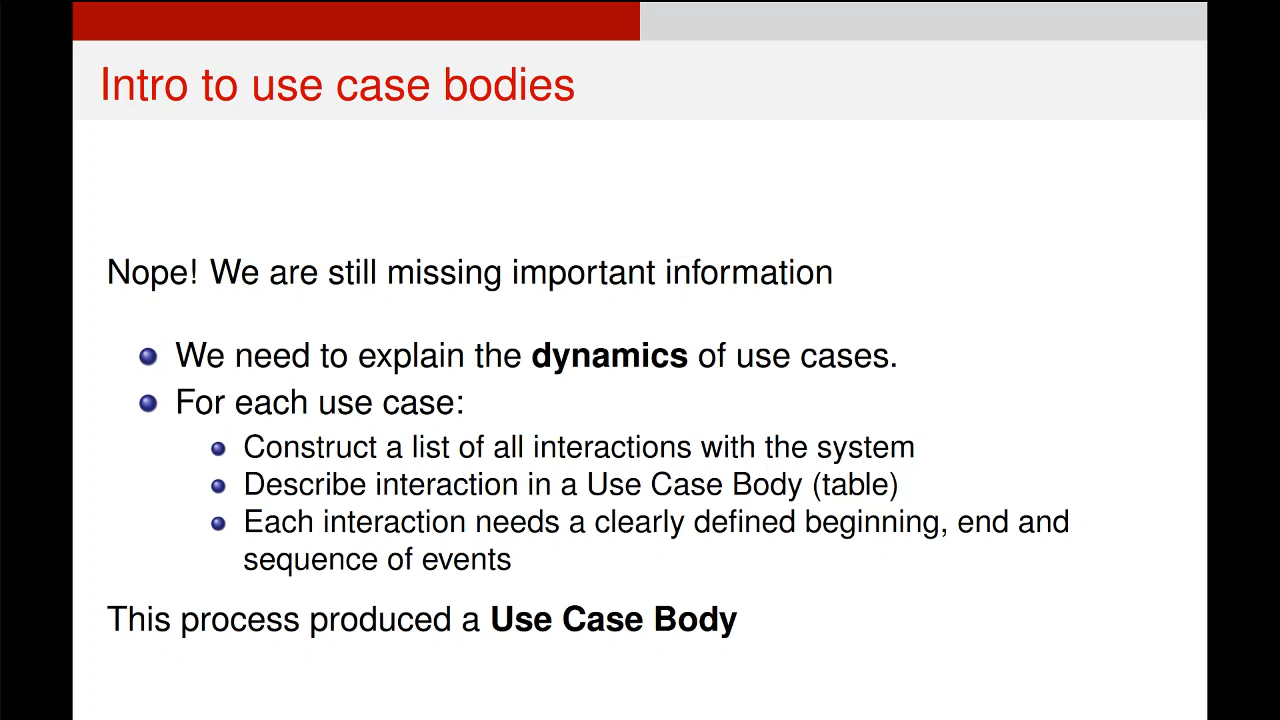 Intro to use case bodies
Nope! We are still missing important information
We need to explain the dynamics of use cases.
For each use case:
Construct a list of all interactions with the system
Describe interaction in a Use Case Body (table)
Each interaction needs a clearly defined beginning, end and
sequence of events
This process produced a Use Case Body